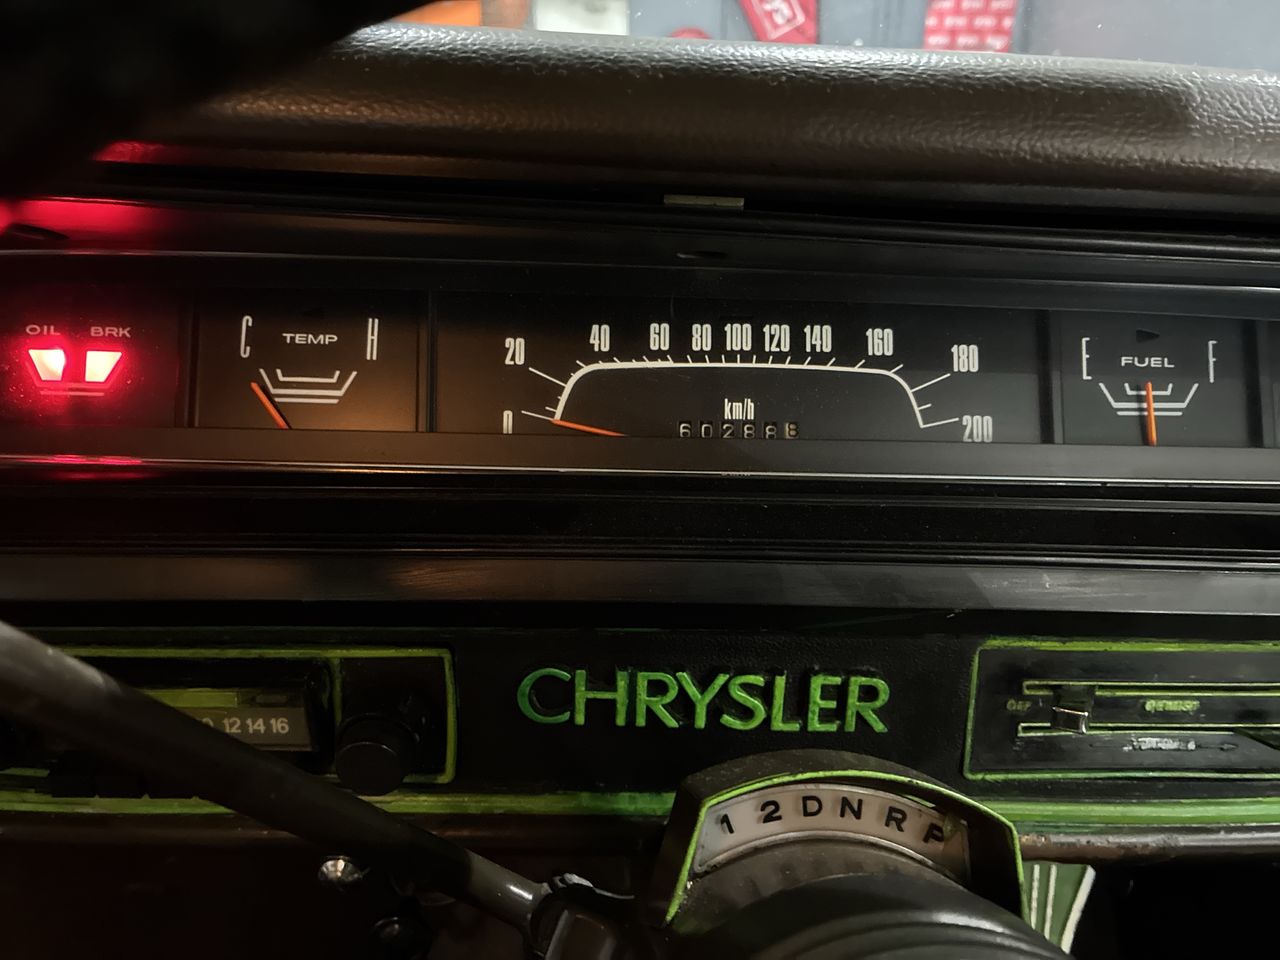 OIL BRK
C TEMP H
0 20 40 60 80 100 120 140 160 180 200
km/h
E FUEL F
CHRYSLER
12 14 16
OFF
1 2 D N R P